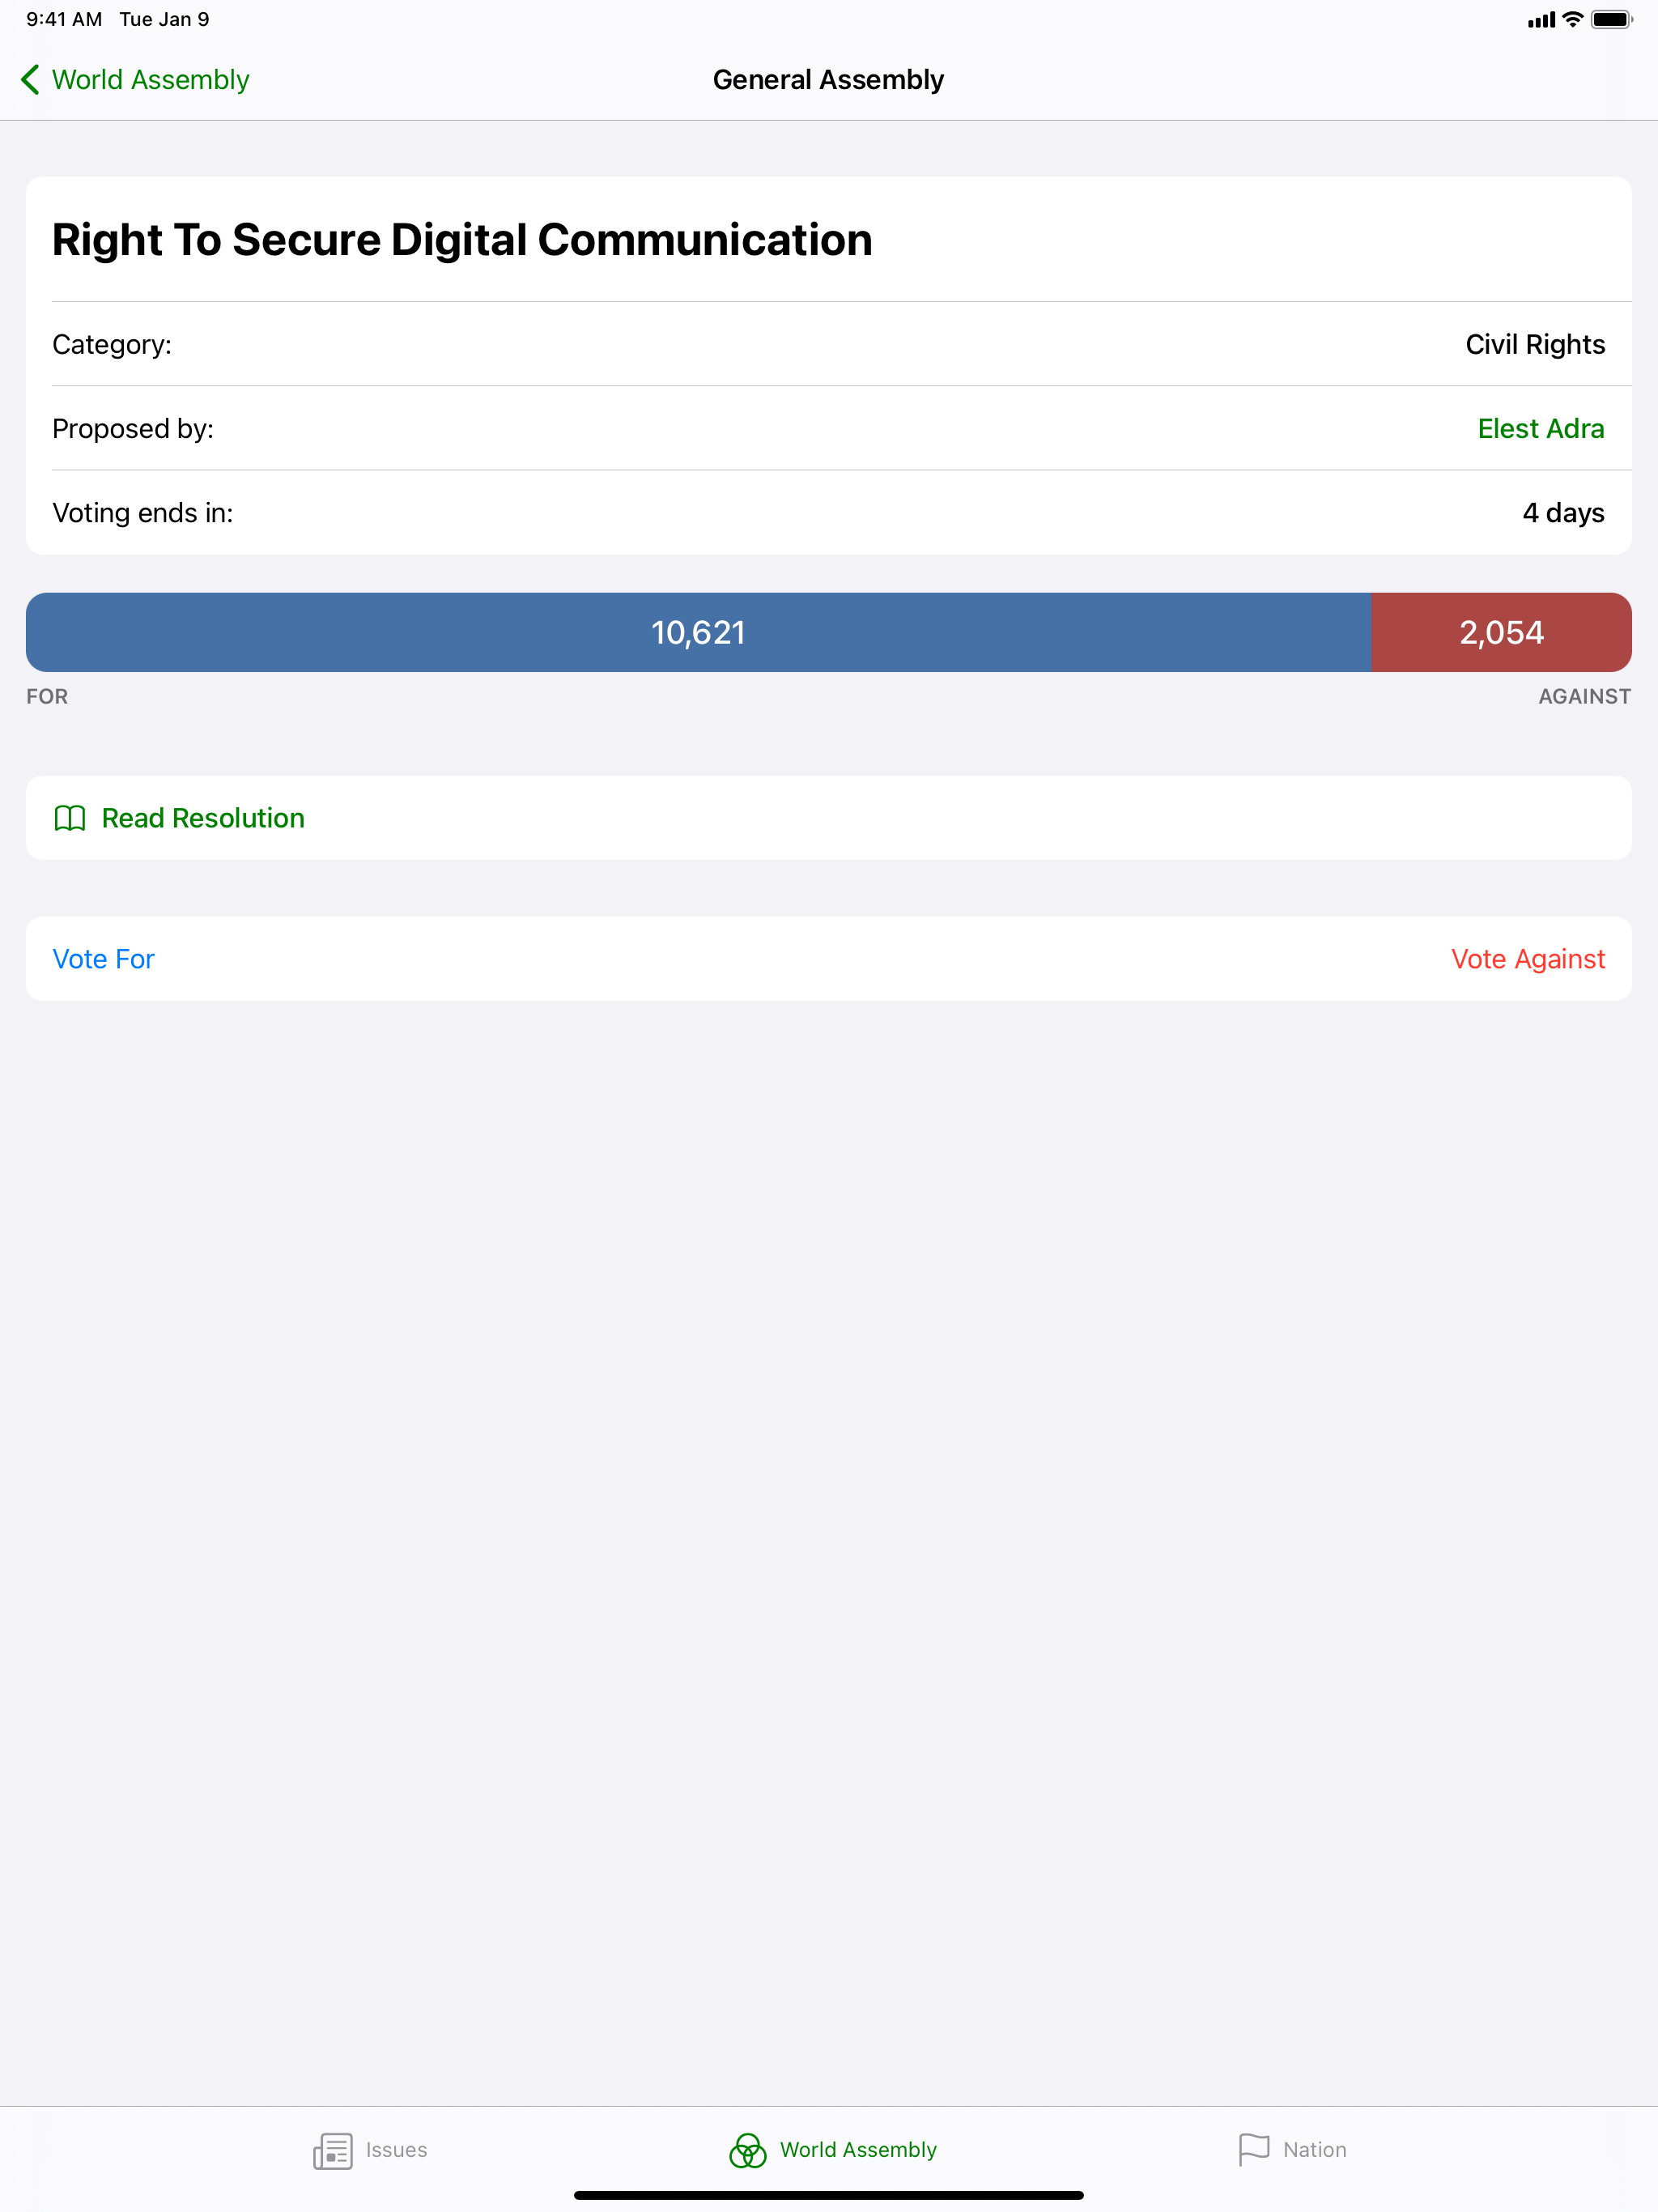 9:41 AM Tue Jan 9
World Assembly
General Assembly
Right To Secure Digital Communication
Category: Civil Rights
Proposed by: Elest Adra
Voting ends in: 4 days
10,621 2,054
FOR AGAINST
Read Resolution
Vote For Vote Against
Issues World Assembly Nation